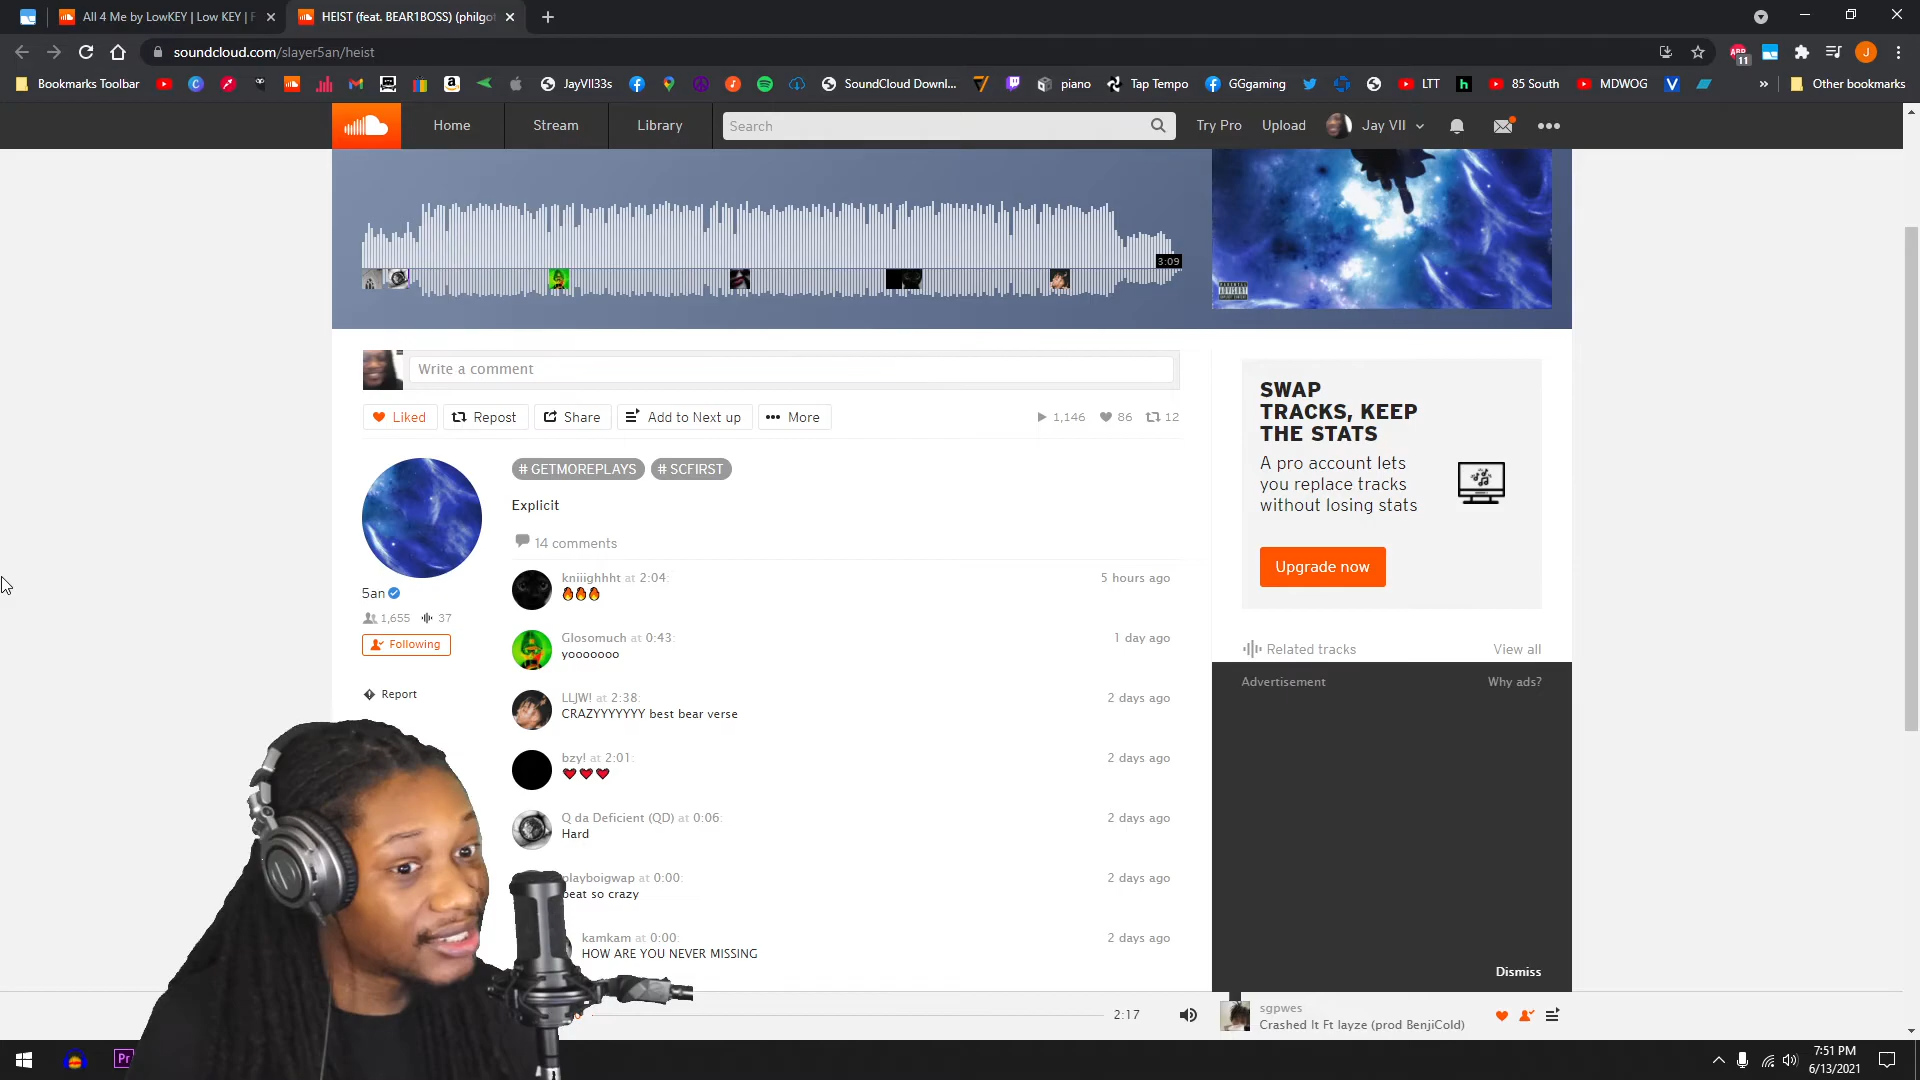 All 4 Me by LowKEY | Low KEY | F
HEIST (feat. BEAR1BOSS) (philgo
soundcloud.com/slayer5an/heist
ABP
11
J
Bookmarks Toolbar
JayVII33s
SoundCloud Downl...
piano
Tap Tempo
GGgaming
LTT
85 South
MDWOG
»
Other bookmarks
Home
Stream
Library
Search
Try Pro
Upload
Jay VII
3:09
Write a comment
Liked
Repost
Share
Add to Next up
More
1,146
86
12
# GETMOREPLAYS
# SCFIRST
Explicit
14 comments
5an
1,655
37
Following
Report
kniiighhht at 2:04:
5 hours ago
🔥🔥🔥
Glosomuch at 0:43:
1 day ago
yooooooo
LLJW! at 2:38:
2 days ago
CRAZYYYYYYY best bear verse
bzy! at 2:01:
2 days ago
♥♥♥
Q da Deficient (QD) at 0:06:
2 days ago
Hard
playboigwap at 0:00:
2 days ago
beat so crazy
kamkam at 0:00:
2 days ago
HOW ARE YOU NEVER MISSING
SWAP
TRACKS, KEEP
THE STATS
A pro account lets
you replace tracks
without losing stats
Upgrade now
Related tracks
View all
Advertisement
Why ads?
Dismiss
2:17
sgpwes
Crashed It Ft layze (prod BenjiCold)
Pr
7:51 PM
6/13/2021